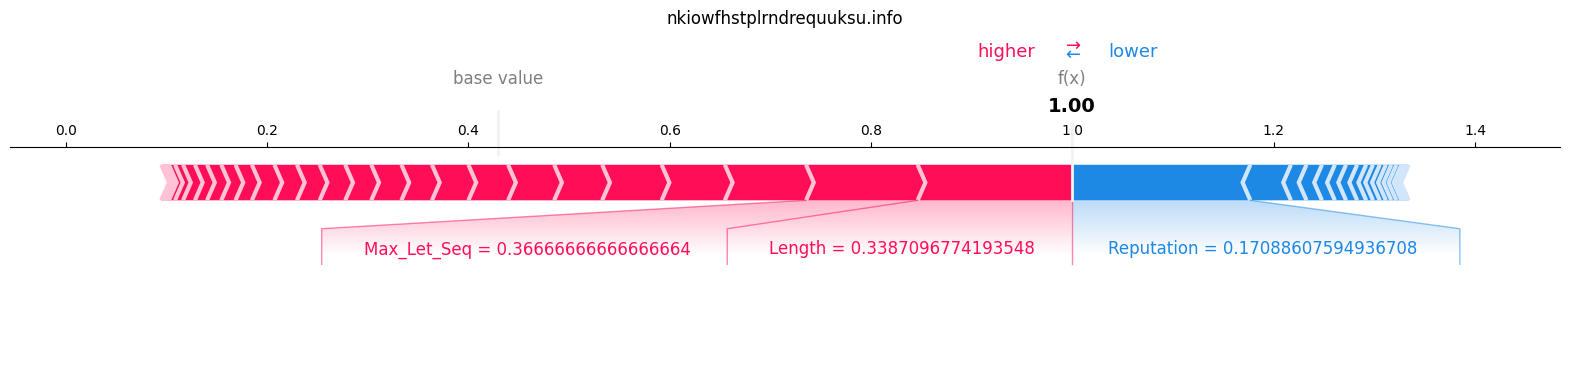 nkiowfhstplrndrequuksu.info
higher ⇄ lower
base value f(x)
1.00
0.0 0.2 0.4 0.6 0.8 1.0 1.2 1.4
Max_Let_Seq = 0.36666666666666664 Length = 0.3387096774193548 Reputation = 0.17088607594936708